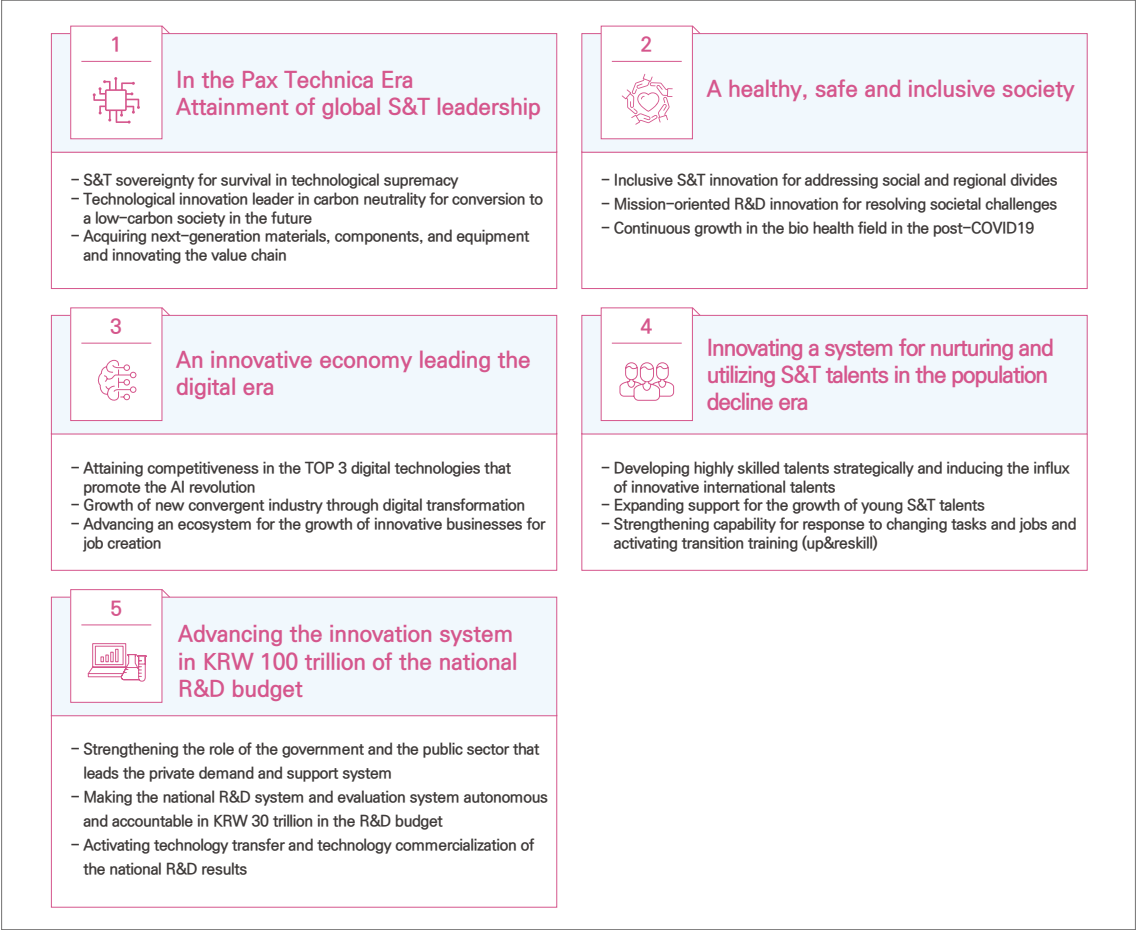 1
In the Pax Technica Era
Attainment of global S&T leadership
- S&T sovereignty for survival in technological supremacy
- Technological innovation leader in carbon neutrality for conversion to
a low-carbon society in the future
- Acquiring next-generation materials, components, and equipment
and innovating the value chain
2
A healthy, safe and inclusive society
- Inclusive S&T innovation for addressing social and regional divides
- Mission-oriented R&D innovation for resolving societal challenges
- Continuous growth in the bio health field in the post-COVID19
3
An innovative economy leading the
digital era
- Attaining competitiveness in the TOP 3 digital technologies that
promote the AI revolution
- Growth of new convergent industry through digital transformation
- Advancing an ecosystem for the growth of innovative businesses for
job creation
4
Innovating a system for nurturing and
utilizing S&T talents in the population
decline era
- Developing highly skilled talents strategically and inducing the influx
of innovative international talents
- Expanding support for the growth of young S&T talents
- Strengthening capability for response to changing tasks and jobs and
activating transition training (up&reskill)
5
Advancing the innovation system
in KRW 100 trillion of the national
R&D budget
- Strengthening the role of the government and the public sector that
leads the private demand and support system
- Making the national R&D system and evaluation system autonomous
and accountable in KRW 30 trillion in the R&D budget
- Activating technology transfer and technology commercialization of
the national R&D results